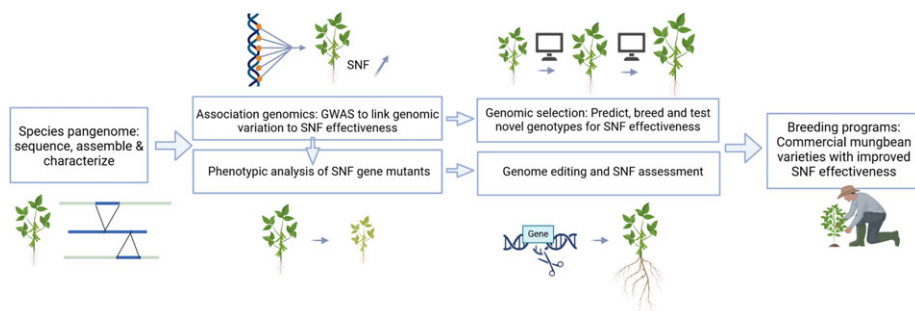 SNF
Association genomics: GWAS to link genomic
variation to SNF effectiveness
Genomic selection: Predict, breed and test
novel genotypes for SNF effectiveness
Species pangenome:
sequence, assemble &
characterize
Breeding programs:
Commercial mungbean
varieties with improved
SNF effectiveness
Phenotypic analysis of SNF gene mutants
Genome editing and SNF assessment
Gene